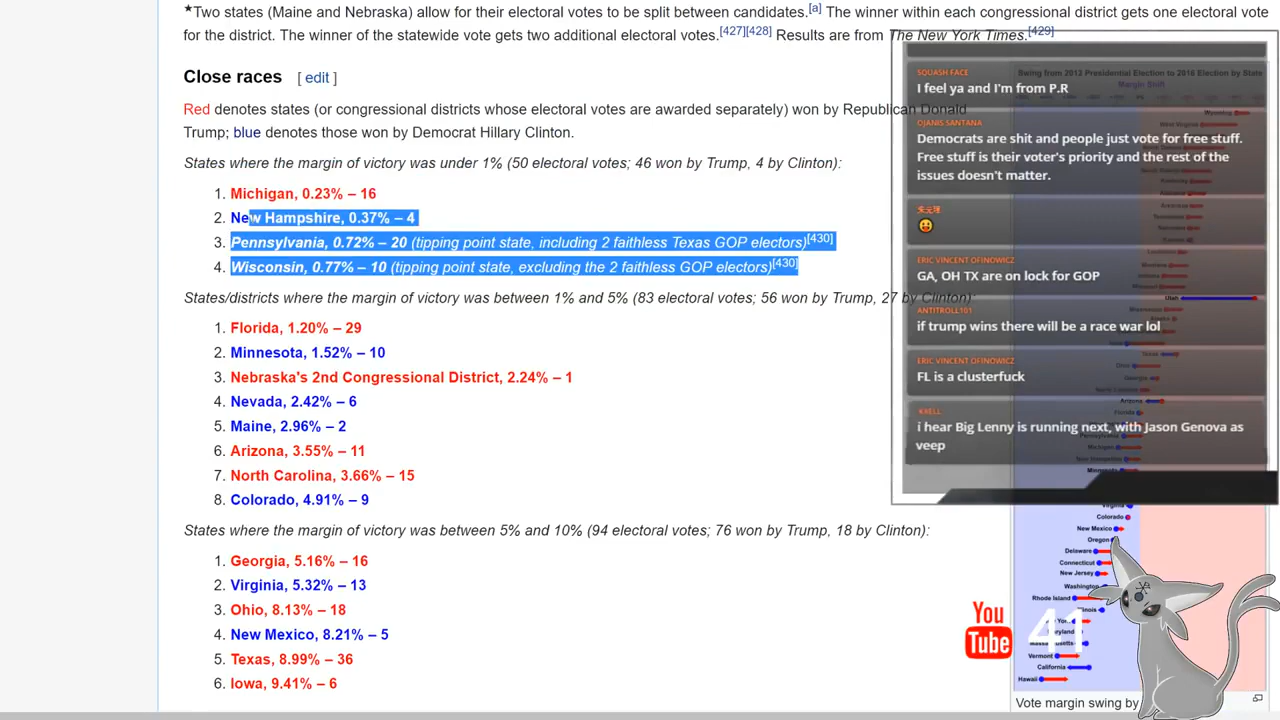 ★Two states (Maine and Nebraska) allow for their electoral votes to be split between candidates.[a] The winner within each congressional district gets one electoral vote
for the district. The winner of the statewide vote gets two additional electoral votes.[427][428] Results are from The New York Times.[429]
Close races [ edit ]
Red denotes states (or congressional districts whose electoral votes are awarded separately) won by Republican Donald
Trump; blue denotes those won by Democrat Hillary Clinton.
States where the margin of victory was under 1% (50 electoral votes; 46 won by Trump, 4 by Clinton):
1. Michigan, 0.23% – 16
2. New Hampshire, 0.37% – 4
3. Pennsylvania, 0.72% – 20 (tipping point state, including 2 faithless Texas GOP electors)[430]
4. Wisconsin, 0.77% – 10 (tipping point state, excluding the 2 faithless GOP electors)[430]
States/districts where the margin of victory was between 1% and 5% (83 electoral votes; 56 won by Trump, 27 by Clinton):
1. Florida, 1.20% – 29
2. Minnesota, 1.52% – 10
3. Nebraska's 2nd Congressional District, 2.24% – 1
4. Nevada, 2.42% – 6
5. Maine, 2.96% – 2
6. Arizona, 3.55% – 11
7. North Carolina, 3.66% – 15
8. Colorado, 4.91% – 9
States where the margin of victory was between 5% and 10% (94 electoral votes; 76 won by Trump, 18 by Clinton):
1. Georgia, 5.16% – 16
2. Virginia, 5.32% – 13
3. Ohio, 8.13% – 18
4. New Mexico, 8.21% – 5
5. Texas, 8.99% – 36
6. Iowa, 9.41% – 6
Swing from 2012 Presidential Election to 2016 Election by State
Margin Shift
SQUASH FACE
I feel ya and I'm from P.R
OJANIS SANTANA
Democrats are shit and people just vote for free stuff.
Free stuff is their voter's priority and the rest of the
issues doesn't matter.
ERIC VINCENT OFINOWICZ
GA, OH TX are on lock for GOP
ANTITROLL101
if trump wins there will be a race war lol
ERIC VINCENT OFINOWICZ
FL is a clusterfuck
i hear Big Lenny is running next, with Jason Genova as
veep
Wyoming
Utah
Arizona
Virginia
Colorado
New Mexico
Oregon
Delaware
Connecticut
New Jersey
Washington
Rhode Island
Vermont
California
Hawaii
You
Tube
41
Vote margin swing by